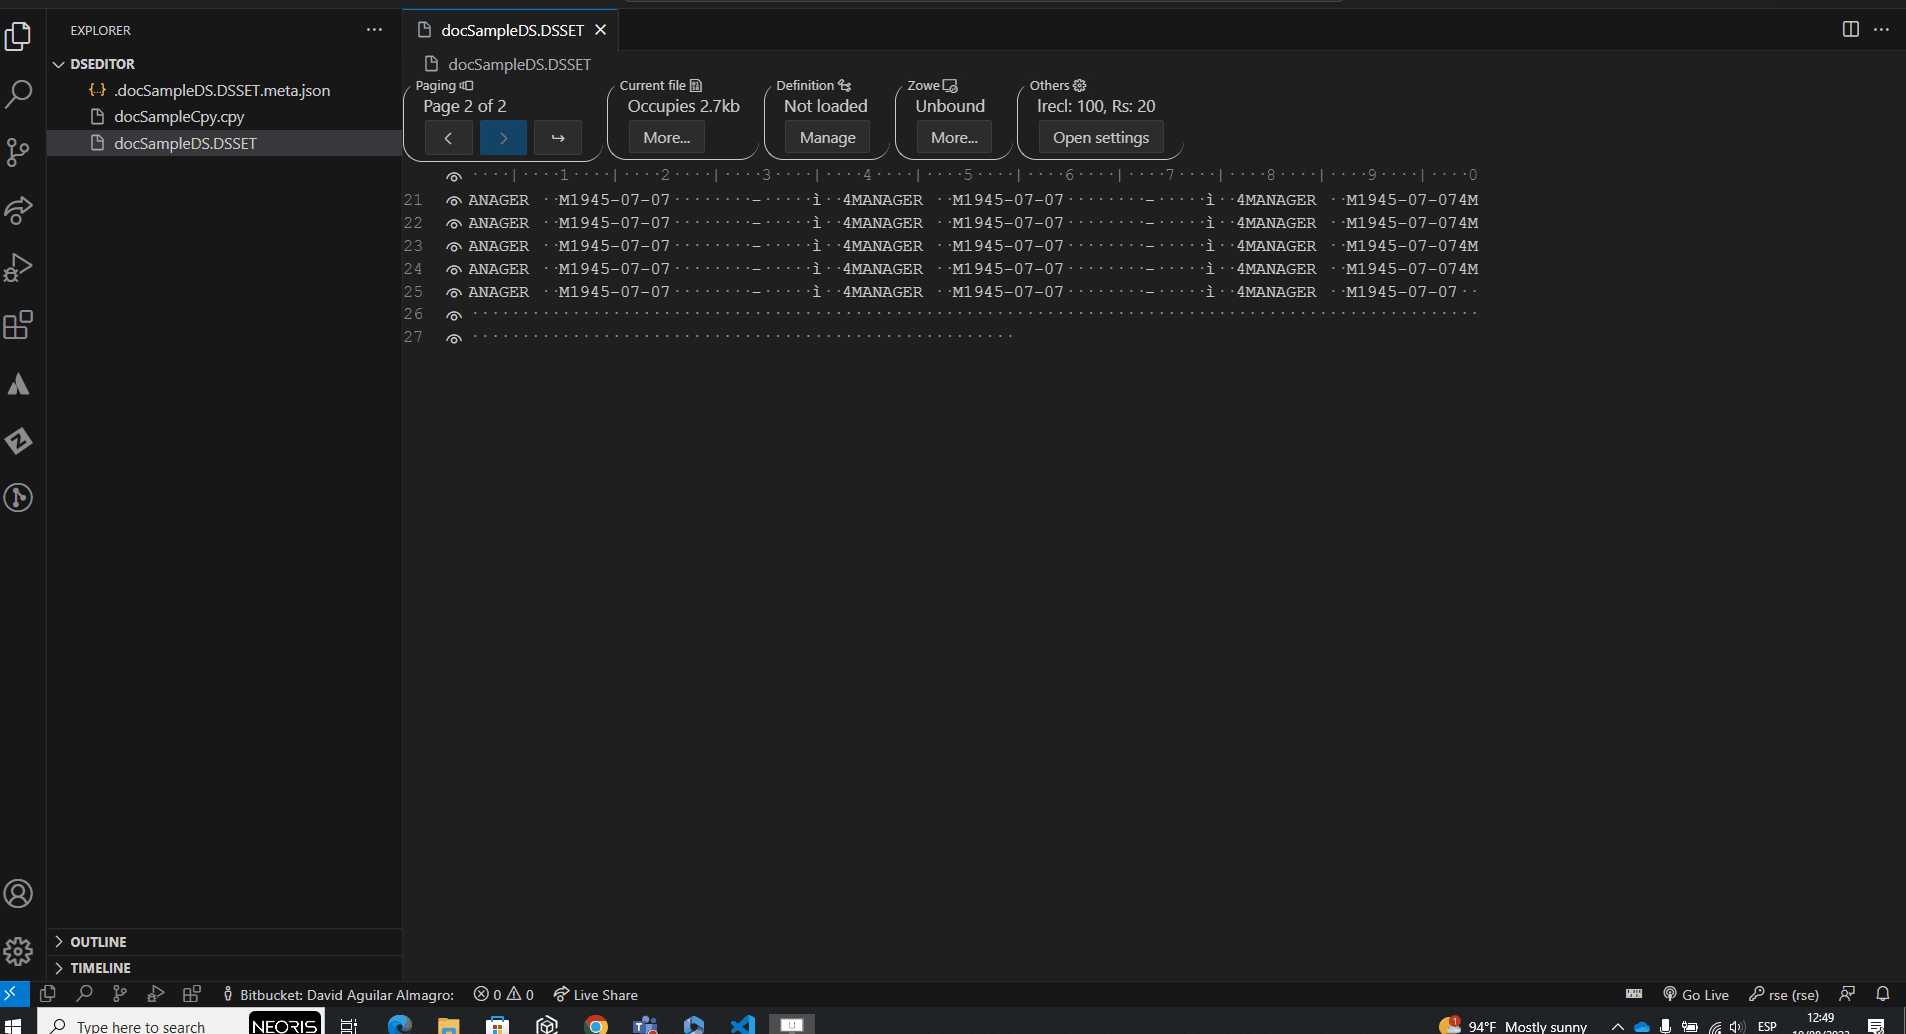 EXPLORER
DSEDITOR
.docSampleDS.DSSET.meta.json
docSampleCpy.cpy
docSampleDS.DSSET
OUTLINE
TIMELINE
docSampleDS.DSSET
docSampleDS.DSSET
Paging
Page 2 of 2
Current file
Occupies 2.7kb
More...
Definition
Not loaded
Manage
Zowe
Unbound
More...
Others
lrecl: 100, Rs: 20
Open settings
····|····1····|····2····|····3····|····4····|····5····|····6····|····7····|····8····|····9····|····0
21 ANAGER  ··M1945-07-07········-·····ì··4MANAGER  ··M1945-07-07········-·····ì··4MANAGER  ··M1945-07-074M
22 ANAGER  ··M1945-07-07········-·····ì··4MANAGER  ··M1945-07-07········-·····ì··4MANAGER  ··M1945-07-074M
23 ANAGER  ··M1945-07-07········-·····ì··4MANAGER  ··M1945-07-07········-·····ì··4MANAGER  ··M1945-07-074M
24 ANAGER  ··M1945-07-07········-·····ì··4MANAGER  ··M1945-07-07········-·····ì··4MANAGER  ··M1945-07-074M
25 ANAGER  ··M1945-07-07········-·····ì··4MANAGER  ··M1945-07-07········-·····ì··4MANAGER  ··M1945-07-07··
26
27
Bitbucket: David Aguilar Almagro: 0 0 Live Share
Go Live rse (rse)
Type here to search NEORIS
1 94°F Mostly sunny ESP 12:49